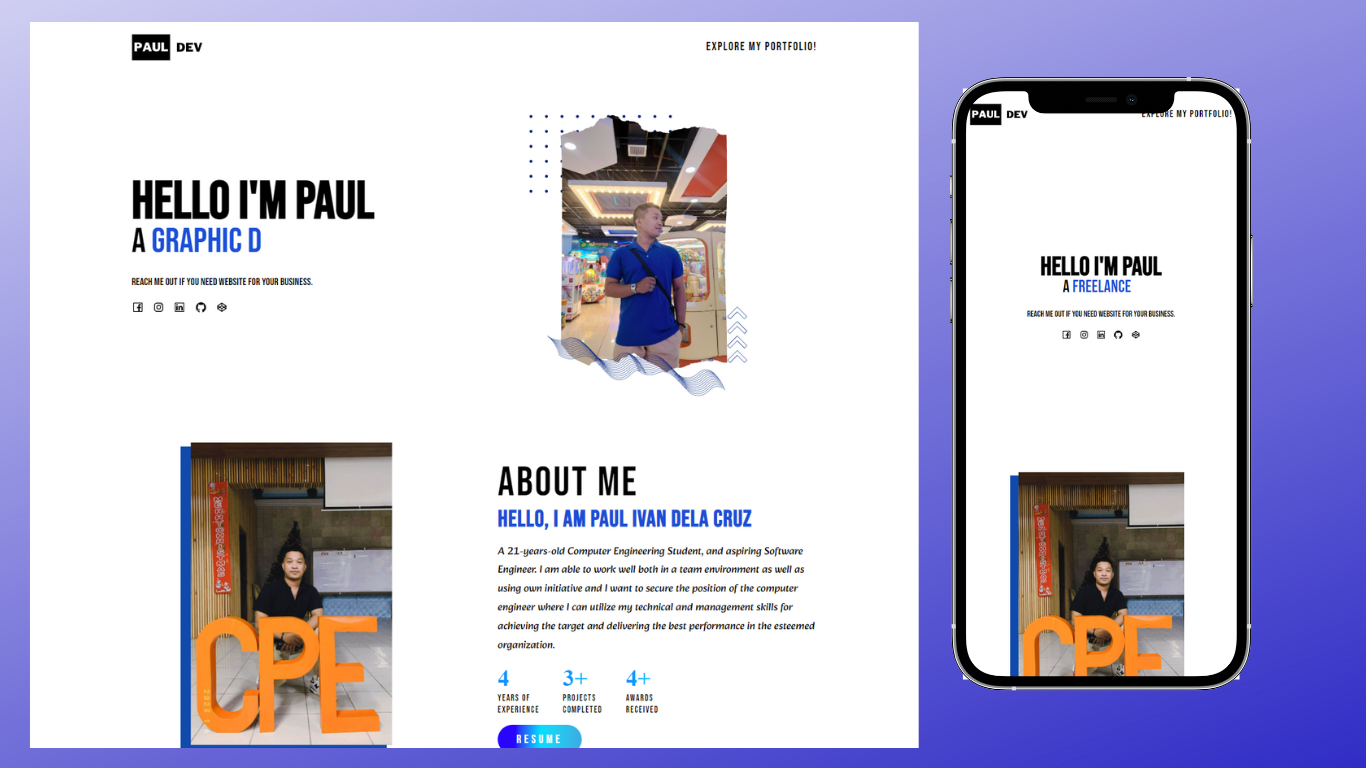 PAUL DEV
EXPLORE MY PORTFOLIO!
HELLO I'M PAUL
A GRAPHIC D
REACH ME OUT IF YOU NEED WEBSITE FOR YOUR BUSINESS.
CPE
ABOUT ME
HELLO, I AM PAUL IVAN DELA CRUZ
A 21-years-old Computer Engineering Student, and aspiring Software
Engineer. I am able to work well both in a team environment as well as
using own initiative and I want to secure the position of the computer
engineer where I can utilize my technical and management skills for
achieving the target and delivering the best performance in the esteemed
organization.
4 3+ 4+
YEARS OF PROJECTS AWARDS
EXPERIENCE COMPLETED RECEIVED
RESUME
PAUL DEV
EXPLORE MY PORTFOLIO!
HELLO I'M PAUL
A FREELANCE
REACH ME OUT IF YOU NEED WEBSITE FOR YOUR BUSINESS.
CPE